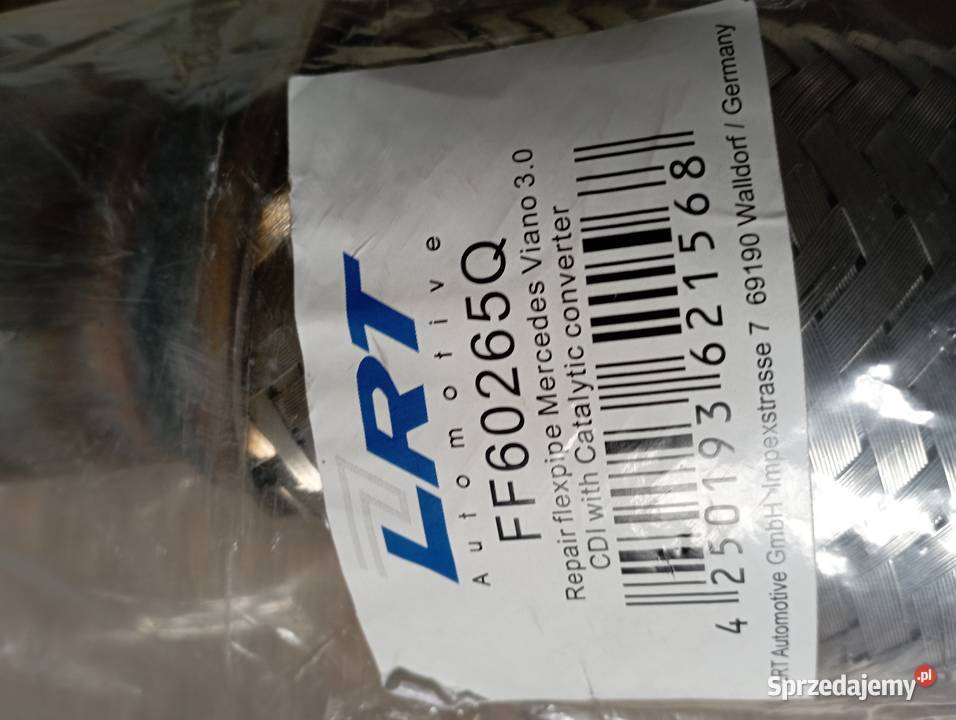 LRT
Automotive
FF60265Q
Repair flexpipe Mercedes Viano 3.0
CDI with Catalytic converter
4 250193 621568
RT Automotive GmbH Impexstrasse 7 69190 Walldorf / Germany
Sprzedajemy.pl